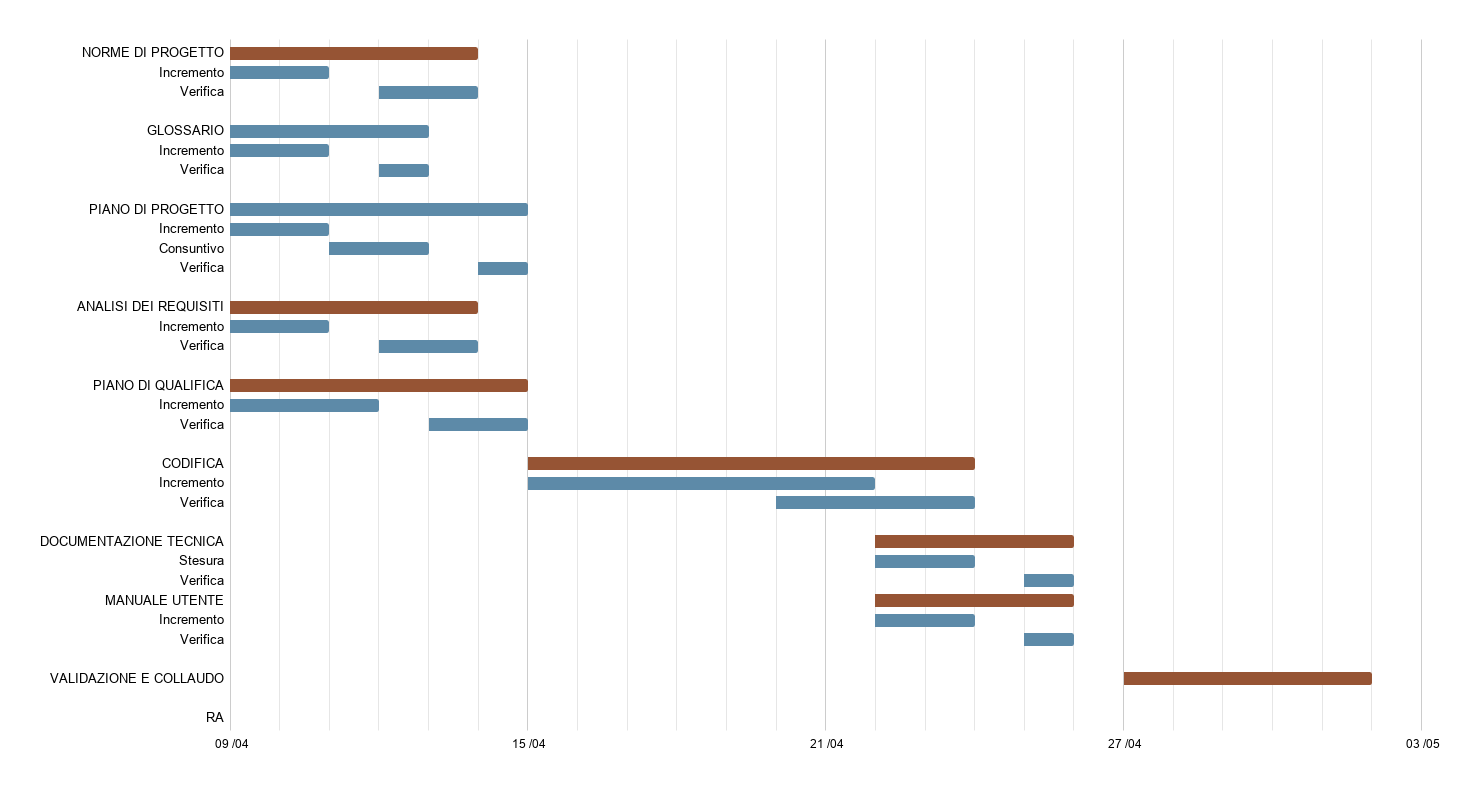 NORME DI PROGETTO
Incremento
Verifica
GLOSSARIO
Incremento
Verifica
PIANO DI PROGETTO
Incremento
Consuntivo
Verifica
ANALISI DEI REQUISITI
Incremento
Verifica
PIANO DI QUALIFICA
Incremento
Verifica
CODIFICA
Incremento
Verifica
DOCUMENTAZIONE TECNICA
Stesura
Verifica
MANUALE UTENTE
Incremento
Verifica
VALIDAZIONE E COLLAUDO
RA
09 /04 15 /04 21 /04 27 /04 03 /05